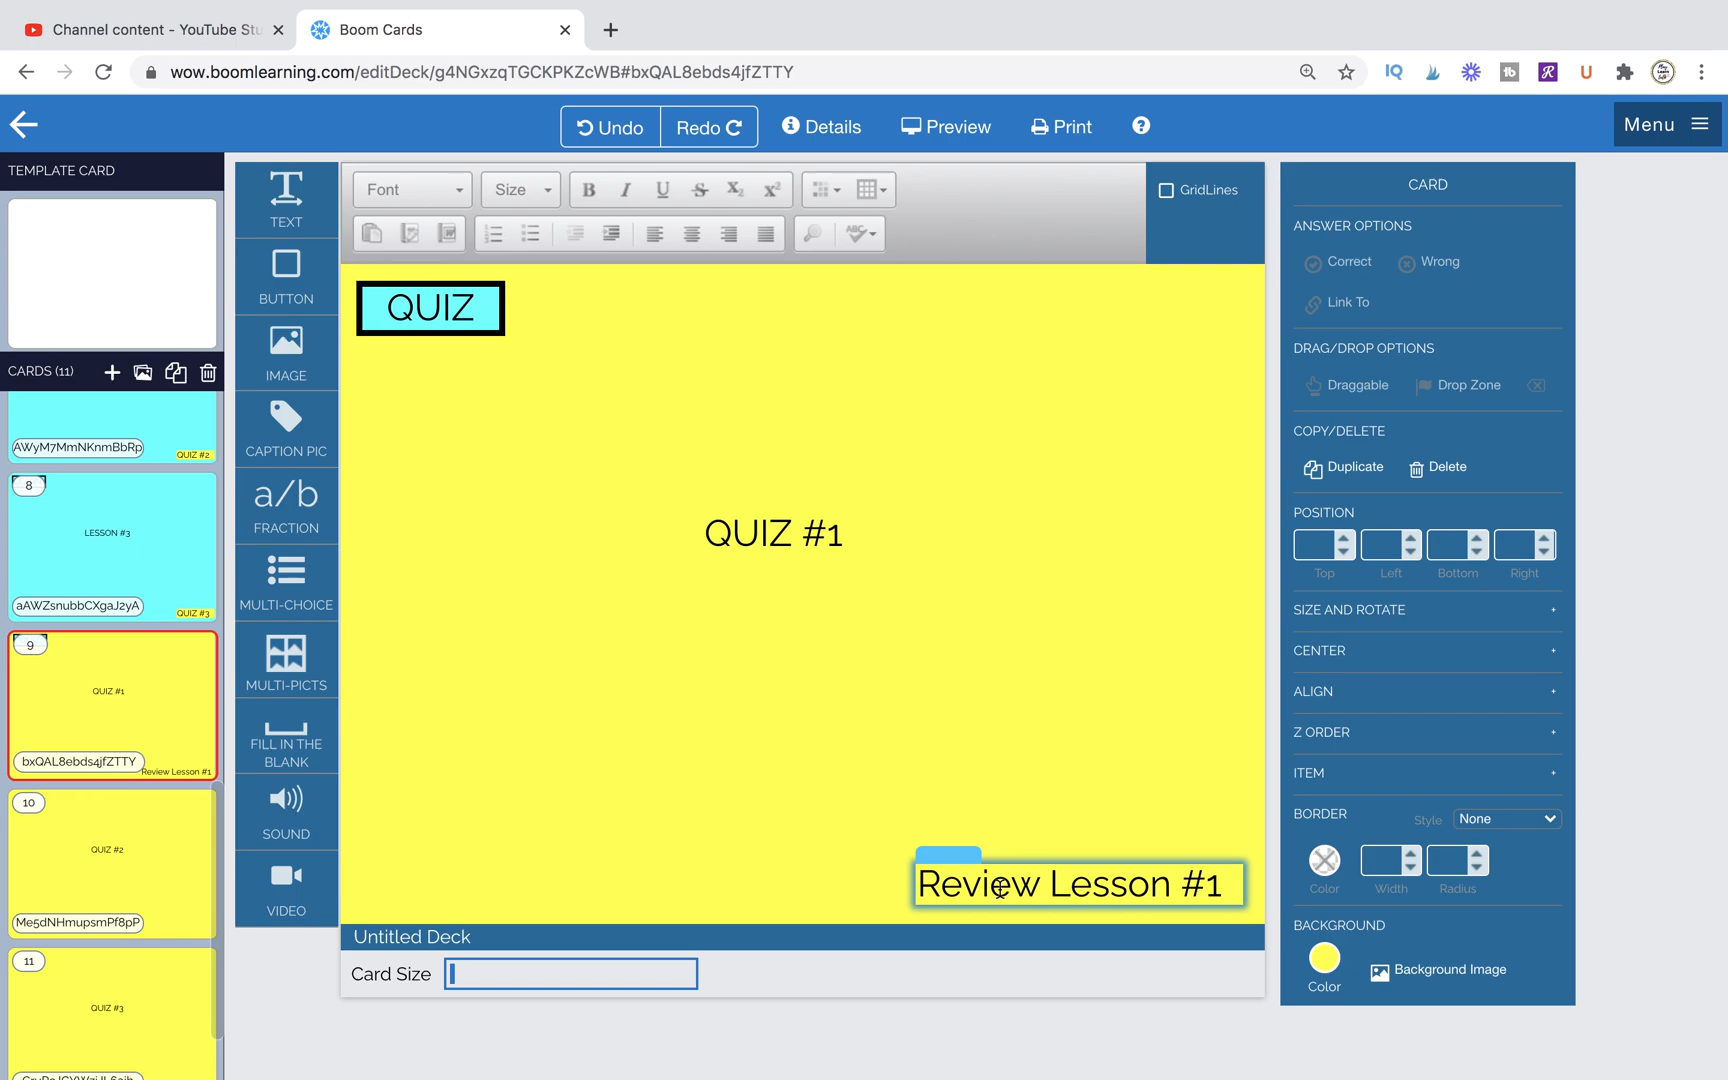 Channel content - YouTube Stu
Boom Cards
wow.boomlearning.com/editDeck/g4NGxzqTGCKPKZcWB#bxQAL8ebds4jfZTTY
Undo
Redo
Details
Preview
Print
Menu
TEMPLATE CARD
CARDS (11)
AWyM7MmNKnmBbRp
QUIZ #2
8
LESSON #3
aAWZsnubbCXgaJ2yA
QUIZ #3
9
QUIZ #1
bxQAL8ebds4jfZTTY
Review Lesson #1
10
QUIZ #2
Me5dNHmupsmPf8pP
11
QUIZ #3
TEXT
BUTTON
IMAGE
CAPTION PIC
a/b
FRACTION
MULTI-CHOICE
MULTI-PICTS
FILL IN THE
BLANK
SOUND
VIDEO
Font
Size
B I U S X₂ X²
ABC
GridLines
QUIZ
QUIZ #1
Review Lesson #1
Untitled Deck
Card Size
CARD
ANSWER OPTIONS
Correct
Wrong
Link To
DRAG/DROP OPTIONS
Draggable
Drop Zone
COPY/DELETE
Duplicate
Delete
POSITION
Top
Left
Bottom
Right
SIZE AND ROTATE +
CENTER +
ALIGN +
Z ORDER +
ITEM +
BORDER
Style
None
Color
Width
Radius
BACKGROUND
Color
Background Image